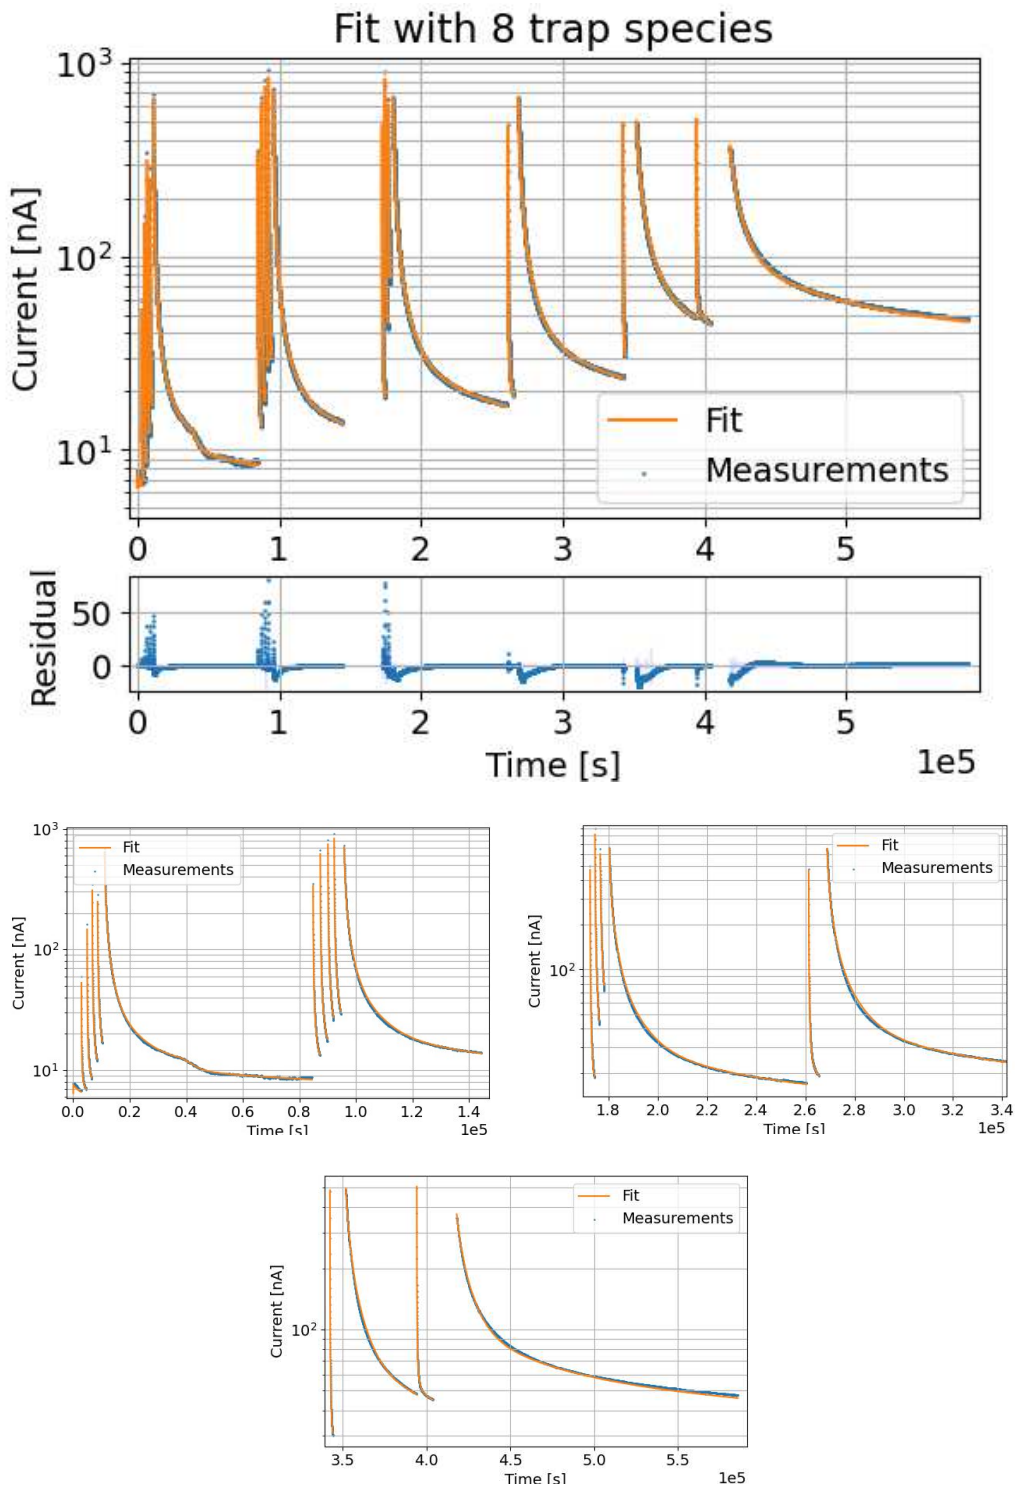 Fit with 8 trap species
10³
10²
10¹
Current [nA]
Fit
Measurements
0 1 2 3 4 5
Residual
50
0
0 1 2 3 4 5
Time [s]
1e5
10³
10²
10¹
Current [nA]
Fit
Measurements
0.0 0.2 0.4 0.6 0.8 1.0 1.2 1.4
Time [s]
1e5
10²
Current [nA]
Fit
Measurements
1.8 2.0 2.2 2.4 2.6 2.8 3.0 3.2 3.4
Time [s]
1e5
10²
Current [nA]
Fit
Measurements
3.5 4.0 4.5 5.0 5.5
Time [s]
1e5